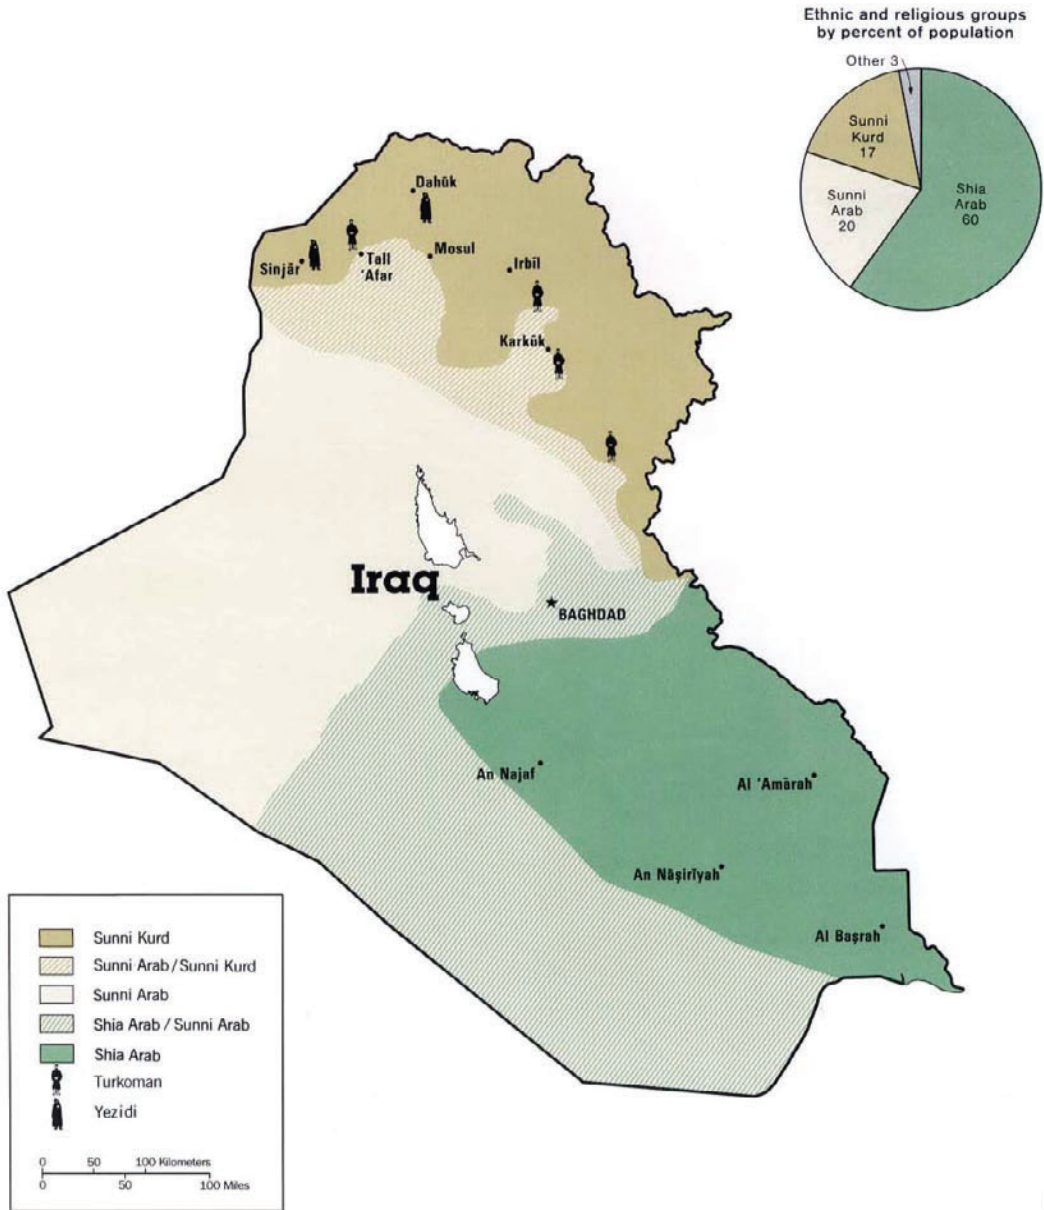 Ethnic and religious groups
by percent of population
Other 3
Sunni
Kurd
17
Sunni
Arab
20
Shia
Arab
60
Dahūk
Sinjār
Tall
'Afar
Mosul
Irbīl
Karkūk
Iraq
BAGHDAD
An Najaf
Al 'Amārah
An Nāşirīyah
Al Başrah
Sunni Kurd
Sunni Arab/Sunni Kurd
Sunni Arab
Shia Arab/Sunni Arab
Shia Arab
Turkoman
Yezidi
0 50 100 Kilometers
0 50 100 Miles